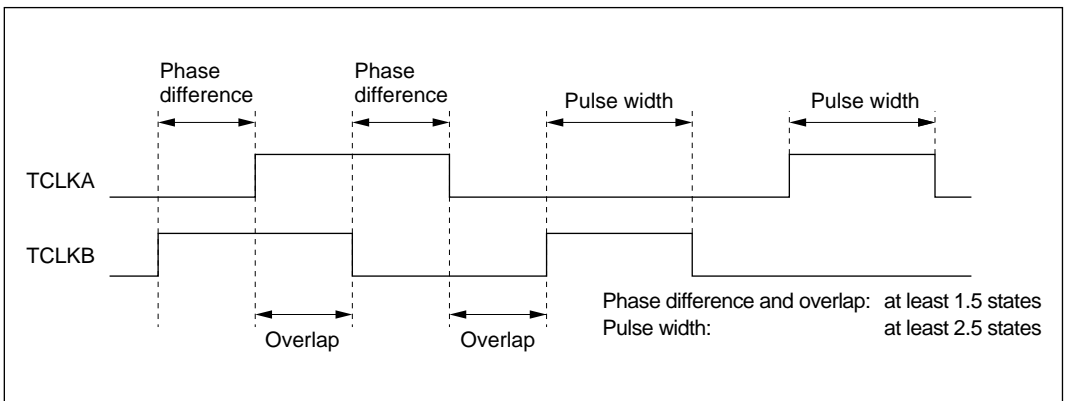 Phase
difference
Phase
difference
Pulse width
Pulse width
TCLKA
TCLKB
Overlap
Overlap
Phase difference and overlap: at least 1.5 states
Pulse width: at least 2.5 states